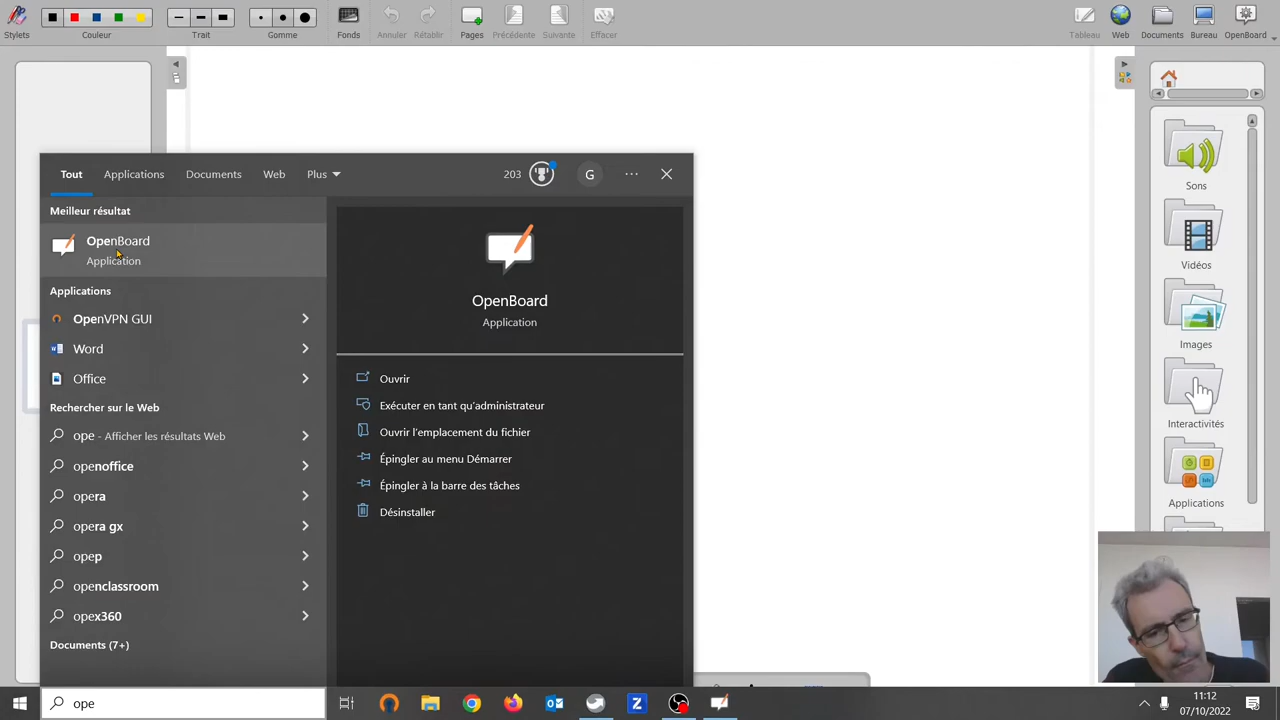 Stylets
Couleur
Trait
Gomme
Fonds
Annuler
Rétablir
Pages
Précédente
Suivante
Effacer
Tableau
Web
Documents
Bureau
OpenBoard
Tout
Applications
Documents
Web
Plus
203
G
Meilleur résultat
OpenBoard
Application
Applications
OpenVPN GUI
Word
Office
Rechercher sur le Web
ope - Afficher les résultats Web
openoffice
opera
opera gx
opep
openclassroom
opex360
Documents (7+)
OpenBoard
Application
Ouvrir
Exécuter en tant qu'administrateur
Ouvrir l'emplacement du fichier
Épingler au menu Démarrer
Épingler à la barre des tâches
Désinstaller
Sons
Vidéos
Images
Interactivités
Applications
ope
Z
11:12
07/10/2022